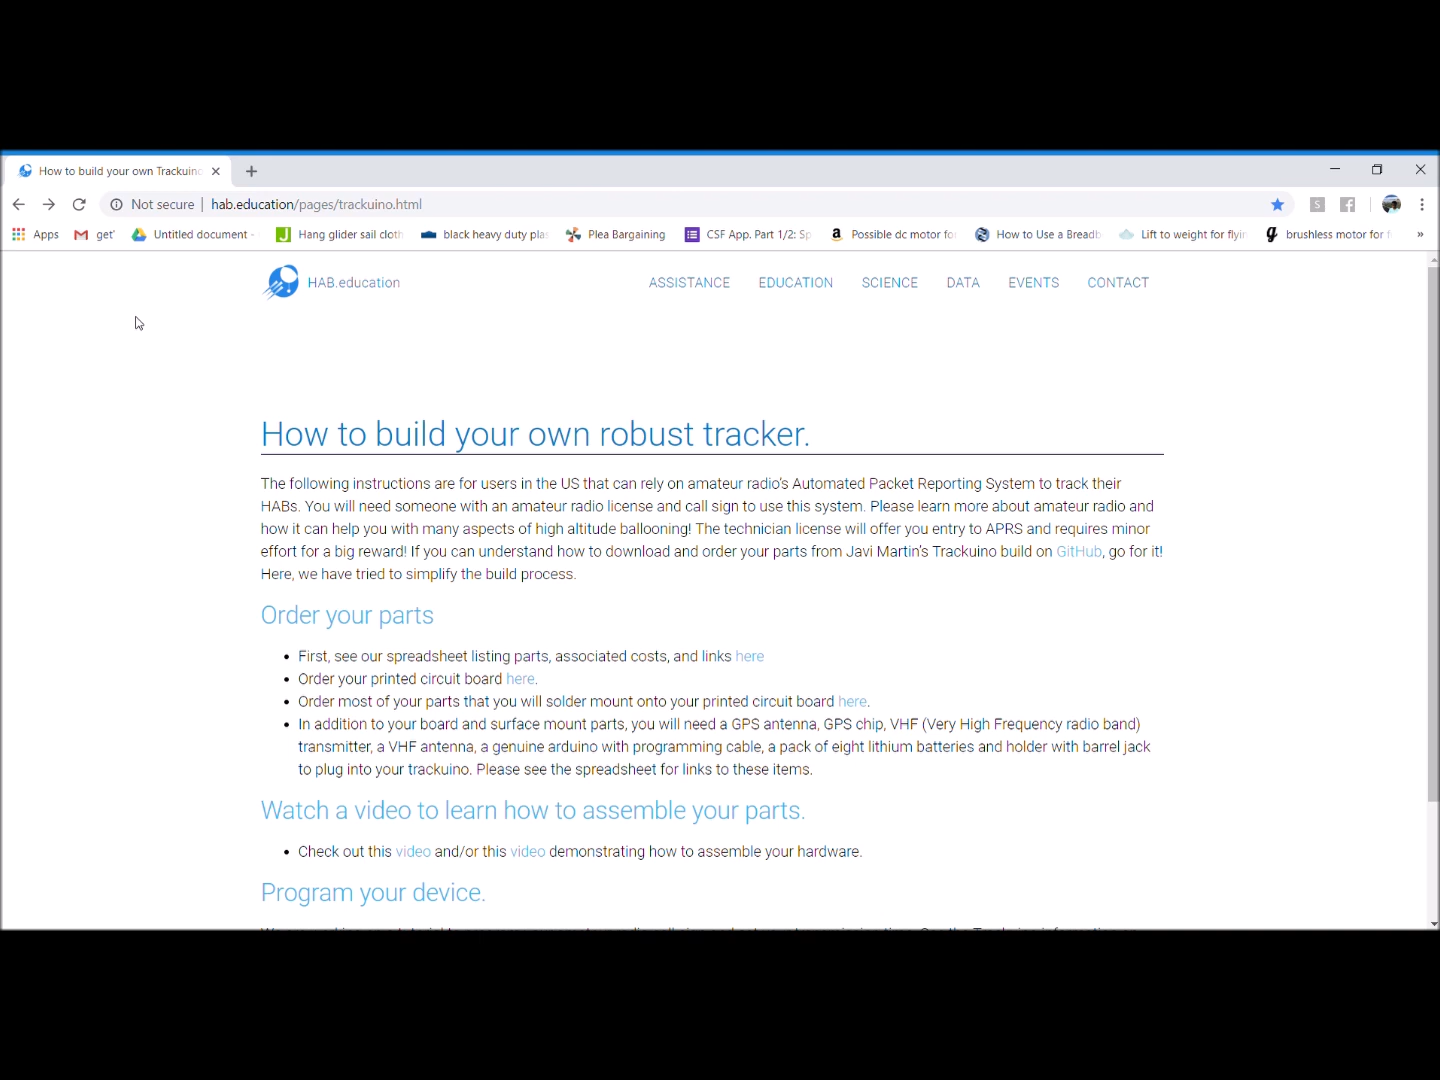 How to build your own Trackuino
Not secure | hab.education/pages/trackuino.html
Apps get' Untitled document - Hang glider sail cloth black heavy duty plas Plea Bargaining CSF App. Part 1/2: Sp Possible dc motor fo How to Use a Breadb Lift to weight for flyin brushless motor for f »
HAB.education ASSISTANCE EDUCATION SCIENCE DATA EVENTS CONTACT
How to build your own robust tracker.
The following instructions are for users in the US that can rely on amateur radio's Automated Packet Reporting System to track their
HABs. You will need someone with an amateur radio license and call sign to use this system. Please learn more about amateur radio and
how it can help you with many aspects of high altitude ballooning! The technician license will offer you entry to APRS and requires minor
effort for a big reward! If you can understand how to download and order your parts from Javi Martin's Trackuino build on GitHub, go for it!
Here, we have tried to simplify the build process.
Order your parts
• First, see our spreadsheet listing parts, associated costs, and links here
• Order your printed circuit board here.
• Order most of your parts that you will solder mount onto your printed circuit board here.
• In addition to your board and surface mount parts, you will need a GPS antenna, GPS chip, VHF (Very High Frequency radio band)
transmitter, a VHF antenna, a genuine arduino with programming cable, a pack of eight lithium batteries and holder with barrel jack
to plug into your trackuino. Please see the spreadsheet for links to these items.
Watch a video to learn how to assemble your parts.
• Check out this video and/or this video demonstrating how to assemble your hardware.
Program your device.